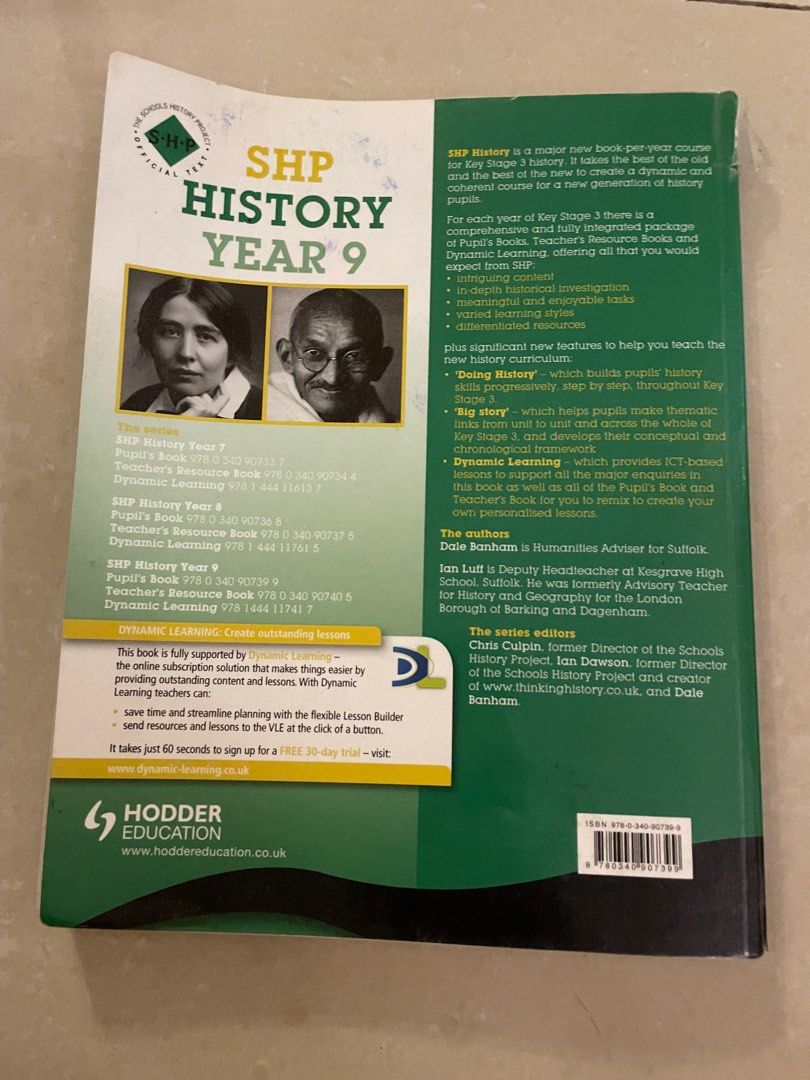 THE SCHOOLS HISTORY PROJECT
S·H·P
OFFICIAL TEXT
SHP
HISTORY
YEAR 9
The series
SHP History Year 7
Pupil's Book 978 0 340 90733 7
Teacher's Resource Book 978 0 340 90734 4
Dynamic Learning 978 1 444 11613 7
SHP History Year 8
Pupil's Book 978 0 340 90736 8
Teacher's Resource Book 978 0 340 90737 5
Dynamic Learning 978 1 444 11761 5
SHP History Year 9
Pupil's Book 978 0 340 90739 9
Teacher's Resource Book 978 0 340 90740 5
Dynamic Learning 978 1444 11741 7
DYNAMIC LEARNING: Create outstanding lessons
This book is fully supported by Dynamic Learning –
the online subscription solution that makes things easier by
providing outstanding content and lessons. With Dynamic
Learning teachers can:
• save time and streamline planning with the flexible Lesson Builder
• send resources and lessons to the VLE at the click of a button.
It takes just 60 seconds to sign up for a FREE 30-day trial – visit:
www.dynamic-learning.co.uk
DL
HODDER
EDUCATION
www.hoddereducation.co.uk
SHP History is a major new book-per-year course
for Key Stage 3 history. It takes the best of the old
and the best of the new to create a dynamic and
coherent course for a new generation of history
pupils.
For each year of Key Stage 3 there is a
comprehensive and fully integrated package
of Pupil's Books, Teacher's Resource Books and
Dynamic Learning, offering all that you would
expect from SHP:
• intriguing content
• in-depth historical investigation
• meaningful and enjoyable tasks
• varied learning styles
• differentiated resources
plus significant new features to help you teach the
new history curriculum:
• 'Doing History' – which builds pupils' history
skills progressively, step by step, throughout Key
Stage 3.
• 'Big story' – which helps pupils make thematic
links from unit to unit and across the whole of
Key Stage 3, and develops their conceptual and
chronological framework
• Dynamic Learning – which provides ICT-based
lessons to support all the major enquiries in
this book as well as all of the Pupil's Book and
Teacher's Book for you to remix to create your
own personalised lessons.
The authors
Dale Banham is Humanities Adviser for Suffolk.
Ian Luff is Deputy Headteacher at Kesgrave High
School, Suffolk. He was formerly Advisory Teacher
for History and Geography for the London
Borough of Barking and Dagenham.
The series editors
Chris Culpin, former Director of the Schools
History Project, Ian Dawson, former Director
of the Schools History Project and creator
of www.thinkinghistory.co.uk, and Dale
Banham.
ISBN 978-0-340-90739-9
9 780340 907399